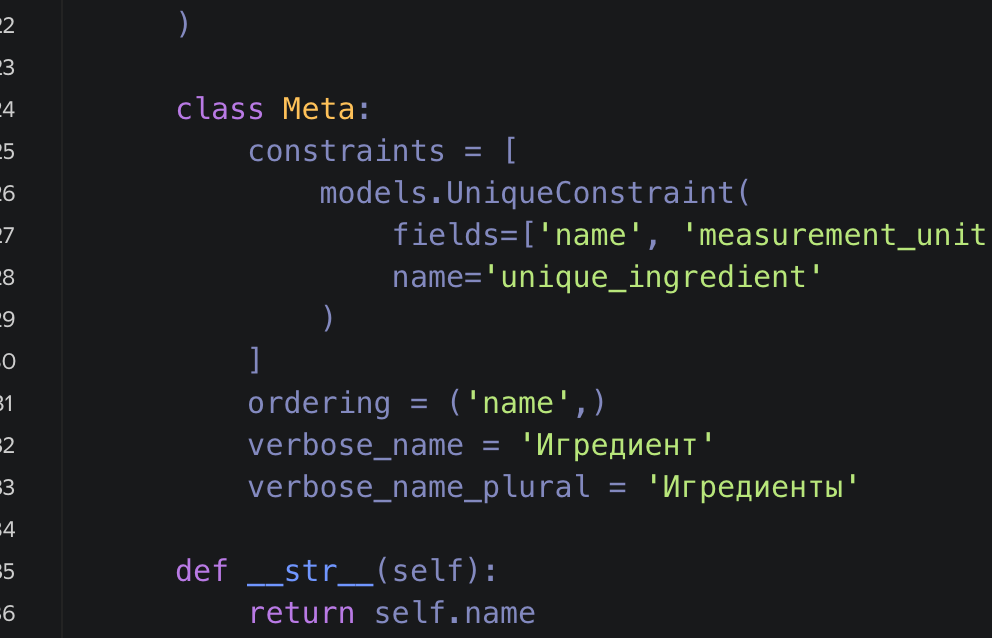 22 )
23
24 class Meta:
25 constraints = [
26 models.UniqueConstraint(
27 fields=['name', 'measurement_unit
28 name='unique_ingredient'
29 )
30 ]
31 ordering = ('name',)
32 verbose_name = 'Игредиент'
33 verbose_name_plural = 'Игредиенты'
34
35 def __str__(self):
36 return self.name